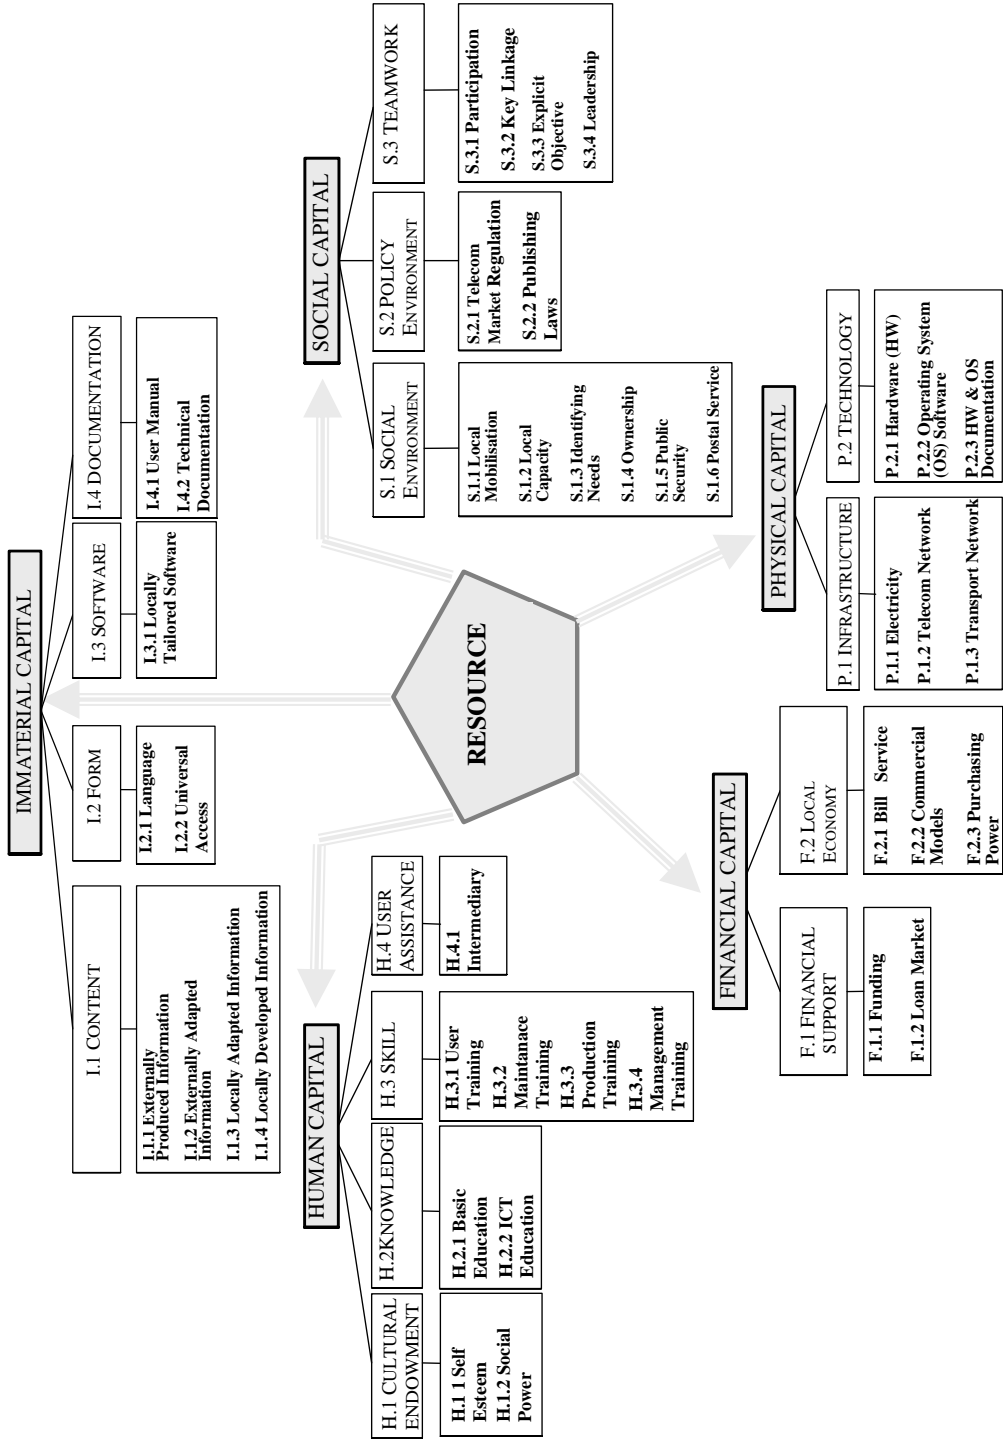 IMMATERIAL CAPITAL
I.1 CONTENT
I.1.1 Externally
Produced Information
I.1.2 Externally Adapted
Information
I.1.3 Locally Adapted Information
I.1.4 Locally Developed Information
I.2 FORM
I.2.1 Language
I.2.2 Universal
Access
I.3 SOFTWARE
I.3.1 Locally
Tailored Software
I.4 DOCUMENTATION
I.4.1 User Manual
I.4.2 Technical
Documentation
HUMAN CAPITAL
H.1 CULTURAL
ENDOWMENT
H.1 1 Self
Esteem
H.1.2 Social
Power
H.2KNOWLEDGE
H.2.1 Basic
Education
H.2.2 ICT
Education
H.3 SKILL
H.3.1 User
Training
H.3.2
Maintanance
Training
H.3.3
Production
Training
H.3.4
Management
Training
H.4 USER
ASSISTANCE
H.4.1
Intermediary
SOCIAL CAPITAL
S.1 SOCIAL
ENVIRONMENT
S.1.1 Local
Mobilisation
S.1.2 Local
Capacity
S.1.3 Identifying
Needs
S.1.4 Ownership
S.1.5 Public
Security
S.1.6 Postal Service
S.2 POLICY
ENVIRONMENT
S.2.1 Telecom
Market Regulation
S.2.2 Publishing
Laws
S.3 TEAMWORK
S.3.1 Participation
S.3.2 Key Linkage
S.3.3 Explicit
Objective
S.3.4 Leadership
RESOURCE
FINANCIAL CAPITAL
F.1 FINANCIAL
SUPPORT
F.1.1 Funding
F.1.2 Loan Market
F.2 LOCAL
ECONOMY
F.2.1 Bill Service
F.2.2 Commercial
Models
F.2.3 Purchasing
Power
PHYSICAL CAPITAL
P.1 INFRASTRUCTURE
P.1.1 Electricity
P.1.2 Telecom Network
P.1.3 Transport Network
P.2 TECHNOLOGY
P.2.1 Hardware (HW)
P.2.2 Operating System
(OS) Software
P.2.3 HW & OS
Documentation